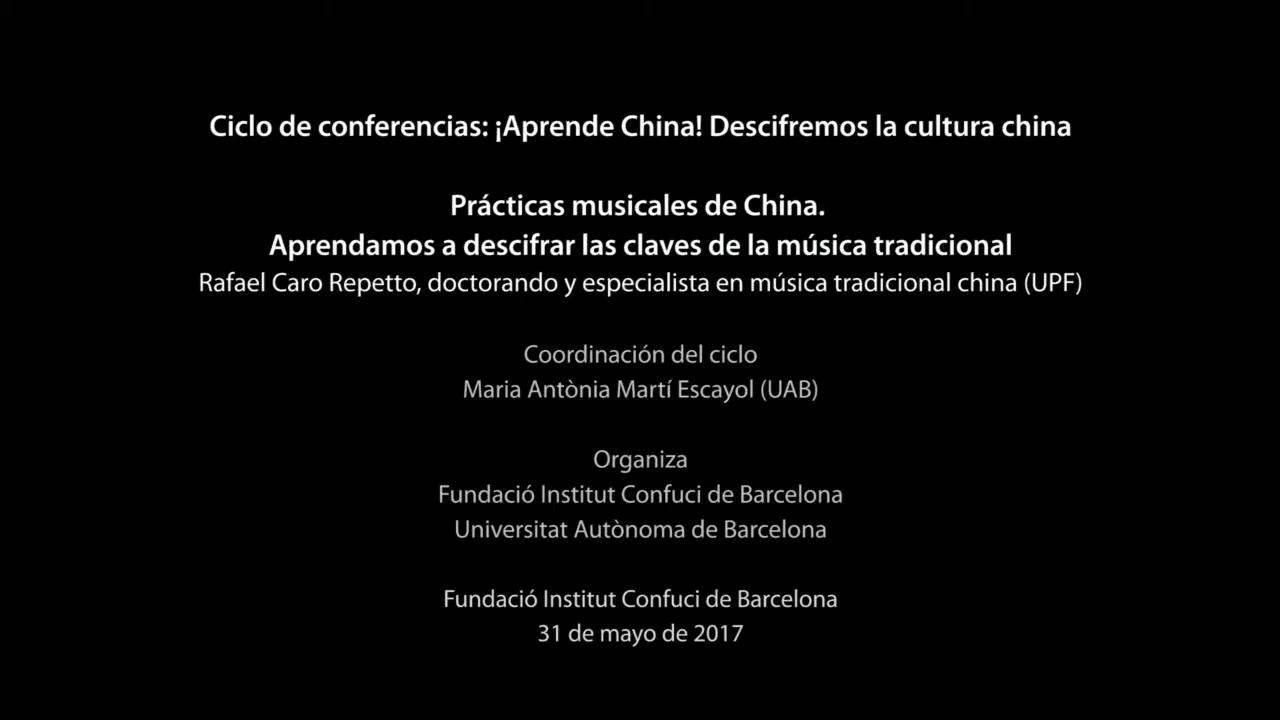 Ciclo de conferencias: ¡Aprende China! Descifremos la cultura china
Prácticas musicales de China.
Aprendamos a descifrar las claves de la música tradicional
Rafael Caro Repetto, doctorando y especialista en música tradicional china (UPF)
Coordinación del ciclo
Maria Antònia Martí Escayol (UAB)
Organiza
Fundació Institut Confuci de Barcelona
Universitat Autònoma de Barcelona
Fundació Institut Confuci de Barcelona
31 de mayo de 2017